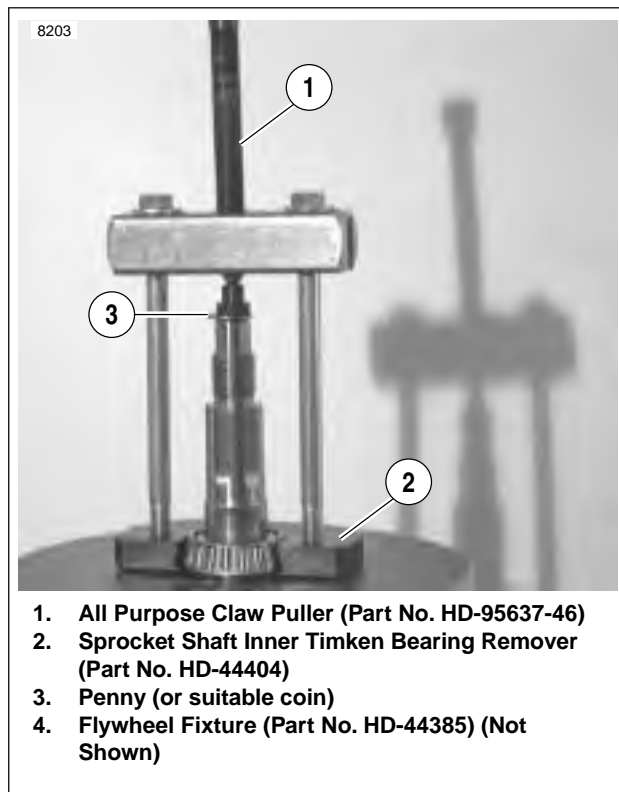 8203
1
3
2
1. All Purpose Claw Puller (Part No. HD-95637-46)
2. Sprocket Shaft Inner Timken Bearing Remover
(Part No. HD-44404)
3. Penny (or suitable coin)
4. Flywheel Fixture (Part No. HD-44385) (Not
Shown)